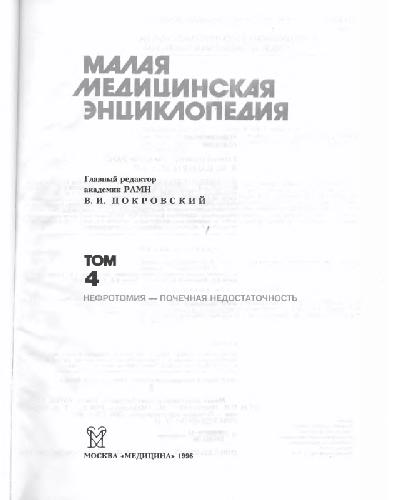 МАЛАЯ
МЕДИЦИНСКАЯ
ЭНЦИКЛОПЕДИЯ
Главный редактор
академик РАМН
В. И. ПОКРОВСКИЙ
ТОМ
4
НЕФРОТОМИЯ — ПОЧЕЧНАЯ НЕДОСТАТОЧНОСТЬ
МОСКВА «МЕДИЦИНА» 1996